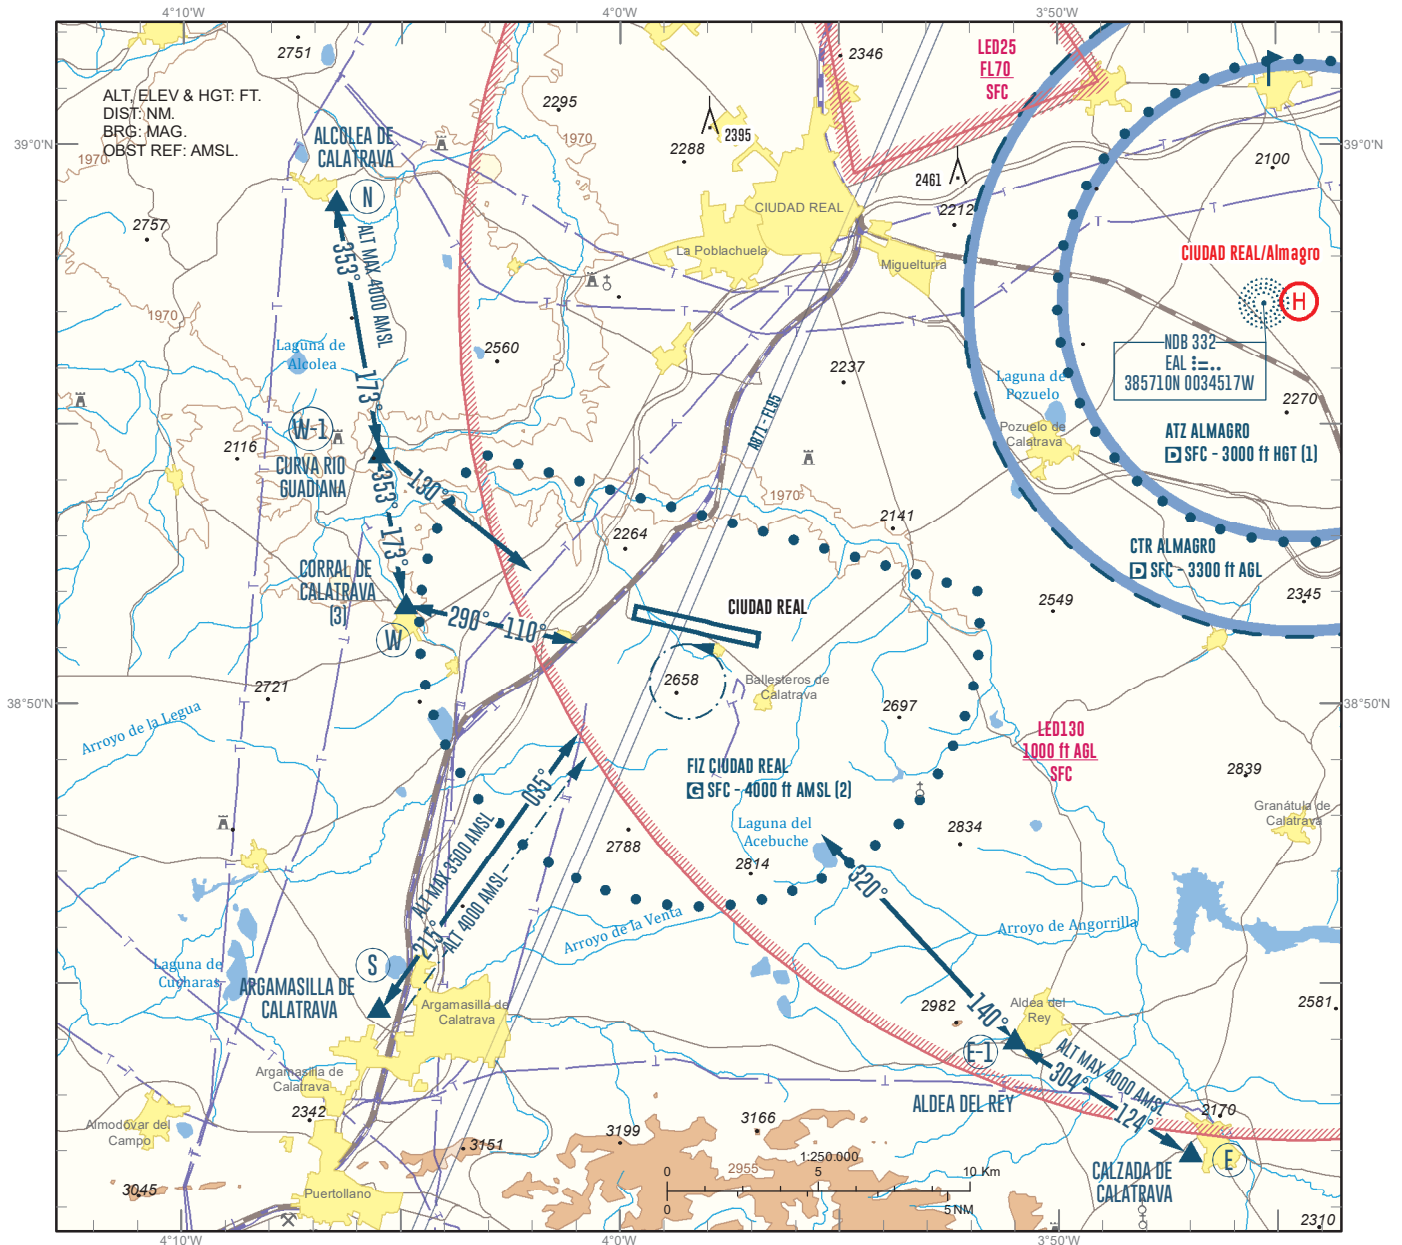 4°10'W
4°0'W
3°50'W
2751
2346
LED25
FL70
SFC
ALT, ELEV & HGT: FT.
DIST: NM.
BRG: MAG.
OBST REF: AMSL.
2295
1970
2395
2288
ALCOLEA DE
CALATRAVA
39°0'N
39°0'N
1970
2100
2461
N
2212
CIUDAD REAL
2757
La Poblachuela
Miguelturra
CIUDAD REAL/Almagro
353°
ALT MAX 4000 AMSL
H
1970
NDB 332
EAL
385710N 0034517W
Laguna de
Alcolea
2560
2237
Laguna de
Pozuelo
173°
2270
A871 - FL95
W-1
2116
Pozuelo de
Calatrava
ATZ ALMAGRO
D SFC - 3000 ft HGT (1)
CURVA RIO
GUADIANA
353°
130°
1970
2141
2264
173°
CTR ALMAGRO
D SFC - 3300 ft AGL
CORRAL DE
CALATRAVA
(3)
2549
2345
CIUDAD REAL
290°
110°
W
2721
2658
Ballesteros de
Calatrava
2697
38°50'N
38°50'N
Arroyo de la Legua
LED130
1000 ft AGL
SFC
FIZ CIUDAD REAL
G SFC - 4000 ft AMSL (2)
2839
035°
Granátula de
Calatrava
Laguna del
Acebuche
2834
2788
2814
ALT MAX 3500 AMSL
ALT 4000 AMSL
320°
215°
Arroyo de la Venta
Arroyo de Angorrilla
S
Laguna de
Cucharas
ARGAMASILLA DE
CALATRAVA
Argamasilla de
Calatrava
2982
Aldea del
Rey
2581
140°
E-1
304°
ALT MAX 4000 AMSL
Argamasilla de
Calatrava
ALDEA DEL REY
124°
2170
2342
Almodóvar del
Campo
3166
3199
3151
E
CALZADA DE
CALATRAVA
1:250.000
0
5
10 Km
2955
0
5 NM
3045
Puertollano
2310
4°10'W
4°0'W
3°50'W